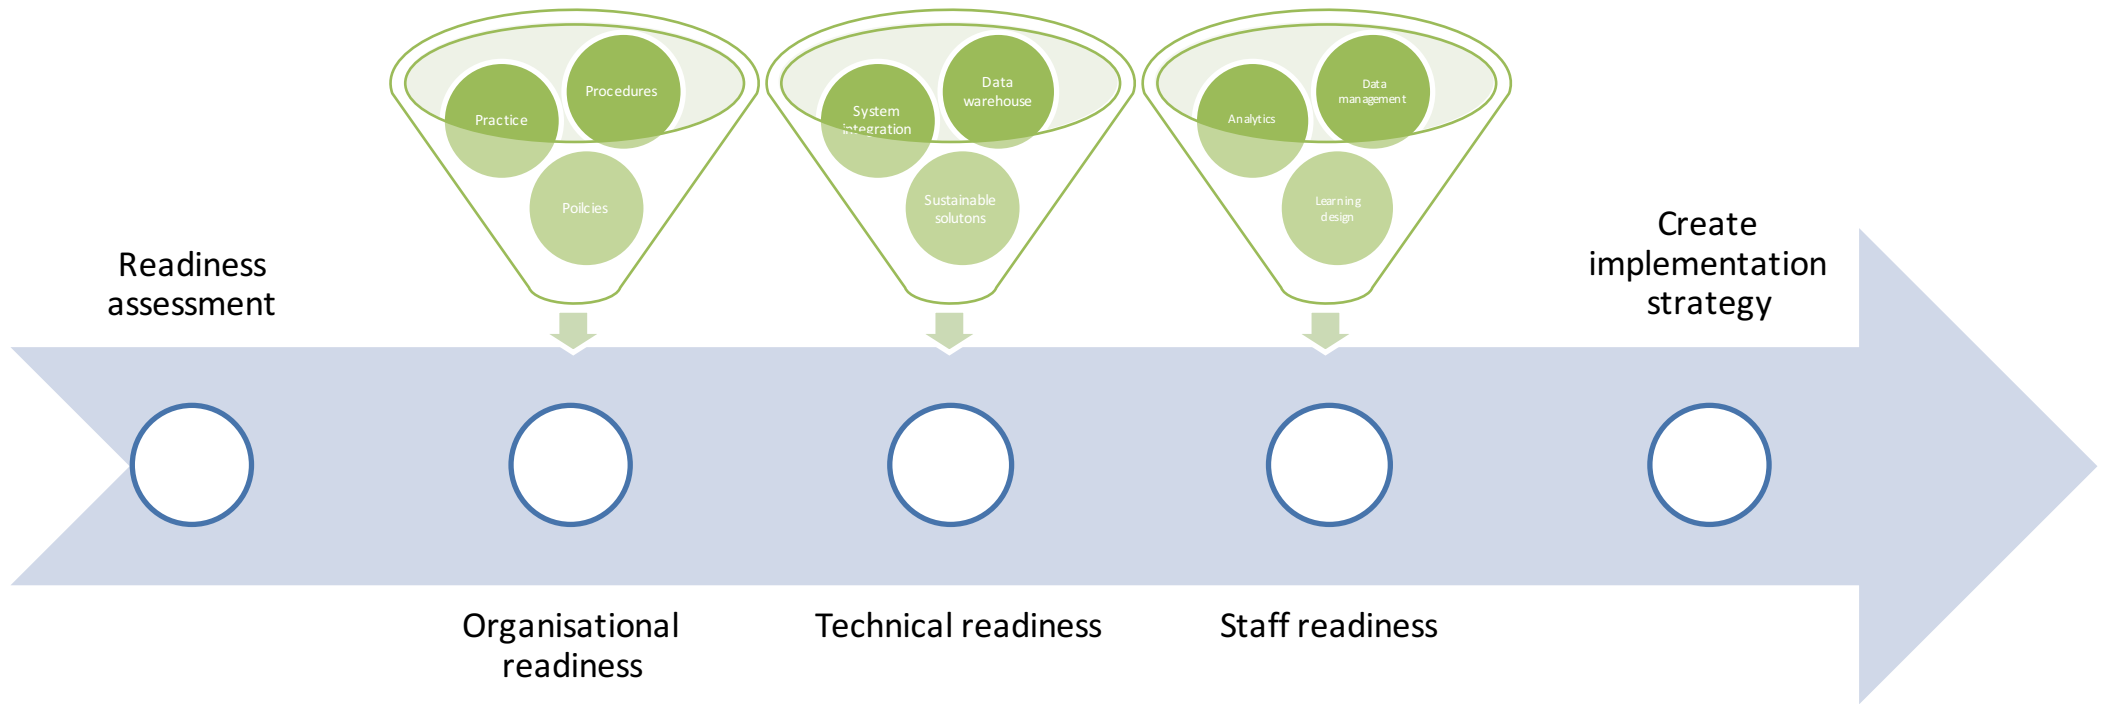 Readiness
assessment
Practice
Procedures
Poilcies
System
integration
Data
warehouse
Sustainable
solutons
Analytics
Data
management
Learning
design
Create
implementation
strategy
Organisational
readiness
Technical readiness
Staff readiness